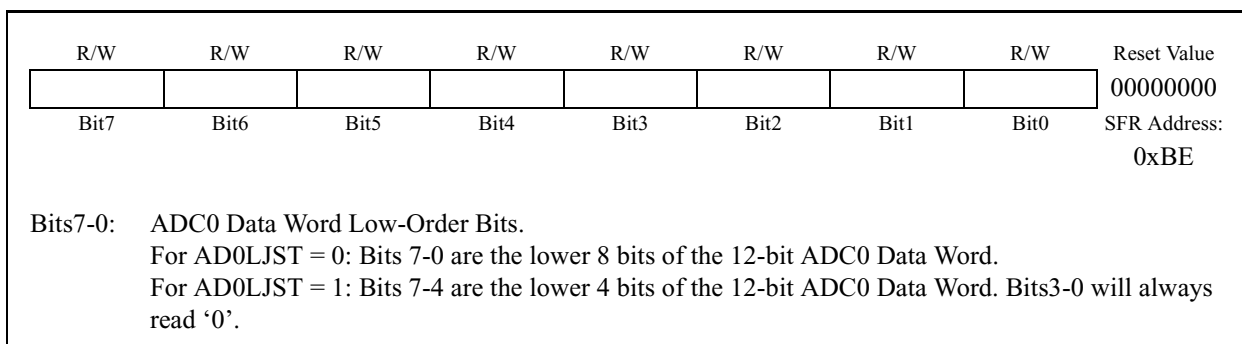 R/W R/W R/W R/W R/W R/W R/W R/W Reset Value
00000000
Bit7 Bit6 Bit5 Bit4 Bit3 Bit2 Bit1 Bit0 SFR Address:
0xBE
Bits7-0: ADC0 Data Word Low-Order Bits.
For AD0LJST = 0: Bits 7-0 are the lower 8 bits of the 12-bit ADC0 Data Word.
For AD0LJST = 1: Bits 7-4 are the lower 4 bits of the 12-bit ADC0 Data Word. Bits3-0 will always
read ‘0’.